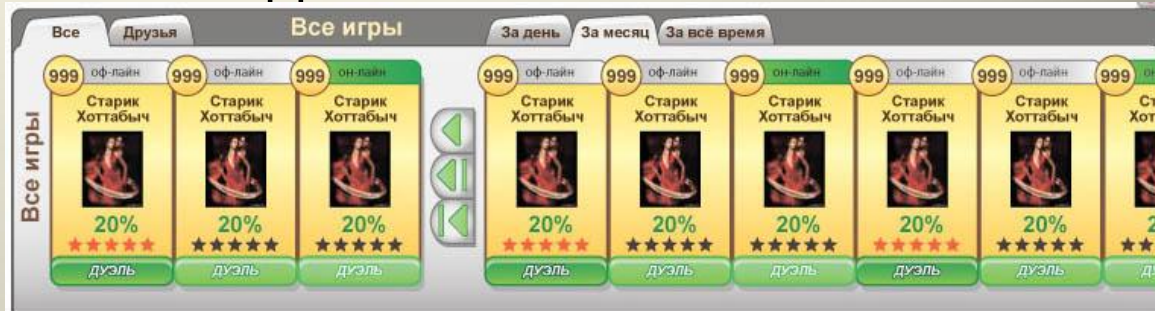 Все Друзья Все игры За день За месяц За всё время
999 оф-лайн 999 оф-лайн 999 он-лайн 999 оф-лайн 999 оф-лайн 999 он-лайн 999 оф-лайн 999 оф-лайн 999
Старик Старик Старик Старик Старик Старик Старик Старик
Хоттабыч Хоттабыч Хоттабыч Хоттабыч Хоттабыч Хоттабыч Хоттабыч Хоттабыч
Все игры
20% 20% 20% 20% 20% 20% 20% 20%
ДУЭЛЬ ДУЭЛЬ ДУЭЛЬ ДУЭЛЬ ДУЭЛЬ ДУЭЛЬ ДУЭЛЬ ДУЭЛЬ